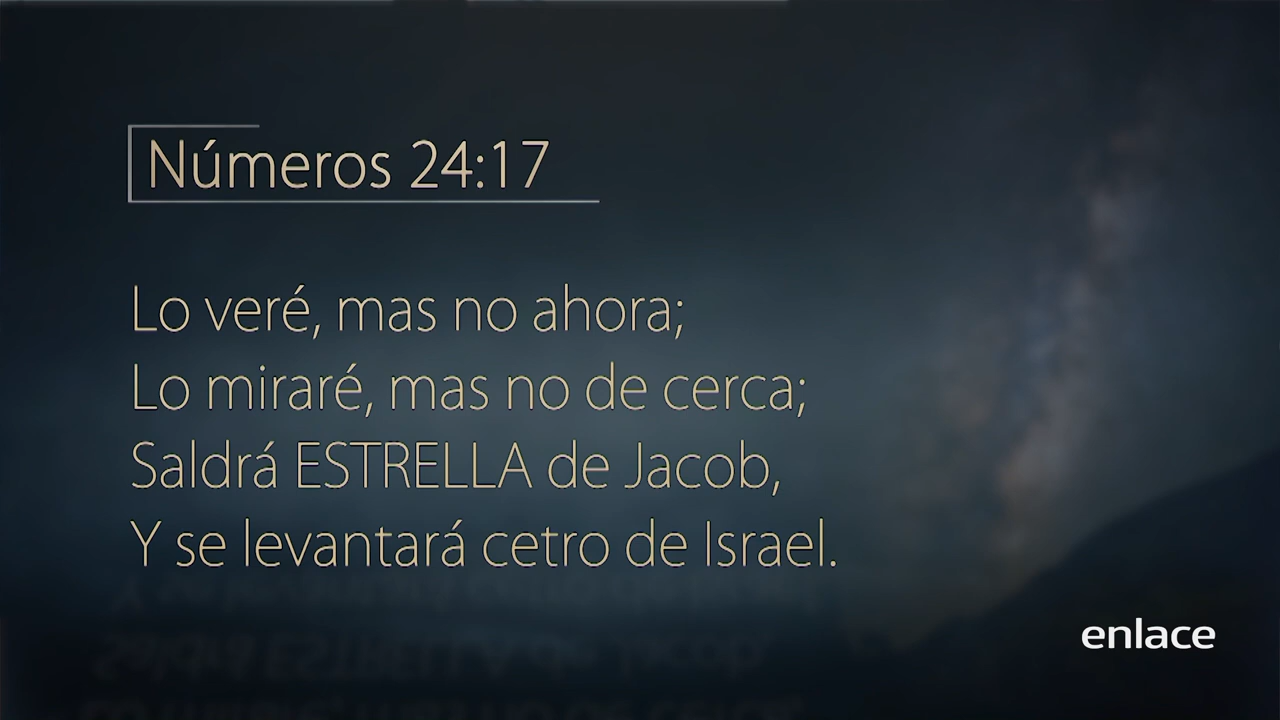 Números 24:17
Lo veré, mas no ahora;
Lo miraré, mas no de cerca;
Saldrá ESTRELLA de Jacob,
Y se levantará cetro de Israel.
enlace